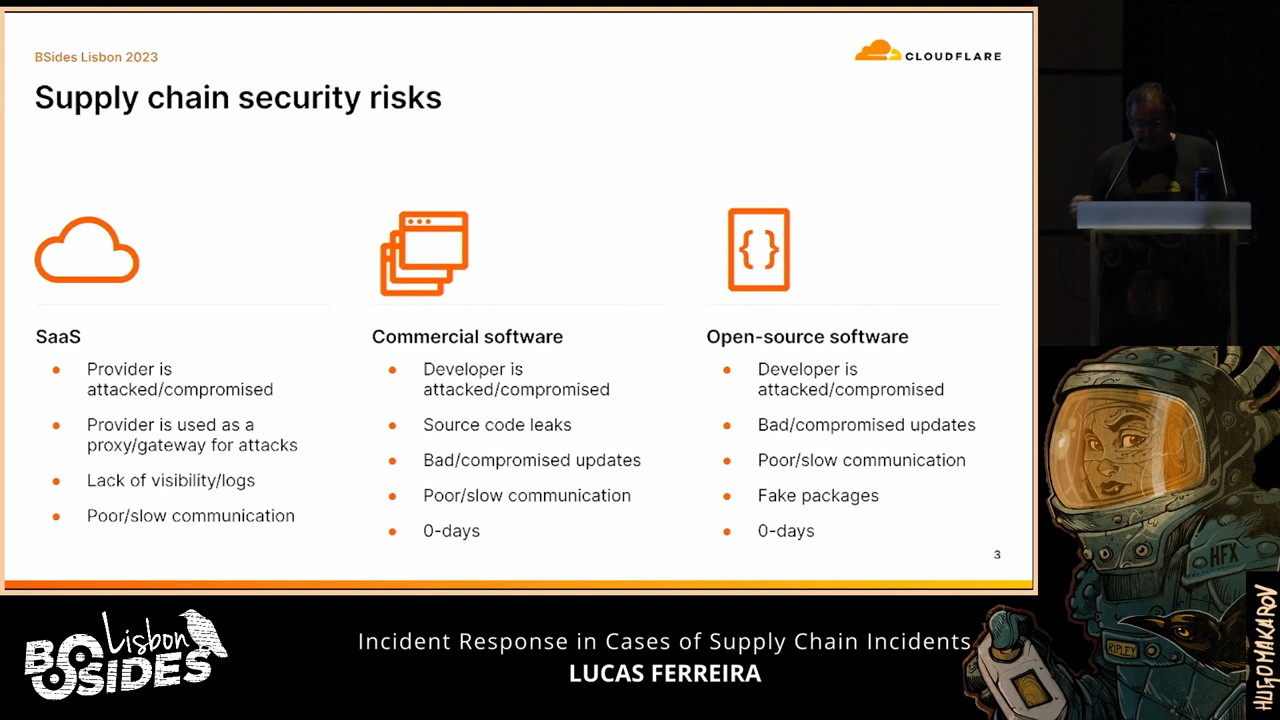 BSides Lisbon 2023
CLOUDFLARE
Supply chain security risks
SaaS
Provider is
attacked/compromised
Provider is used as a
proxy/gateway for attacks
Lack of visibility/logs
Poor/slow communication
Commercial software
Developer is
attacked/compromised
Source code leaks
Bad/compromised updates
Poor/slow communication
0-days
Open-source software
Developer is
attacked/compromised
Bad/compromised updates
Poor/slow communication
Fake packages
0-days
3
HFX
RIPLEY
HUGOMAKAROV
Lisbon
BSIDES
Incident Response in Cases of Supply Chain Incidents
LUCAS FERREIRA